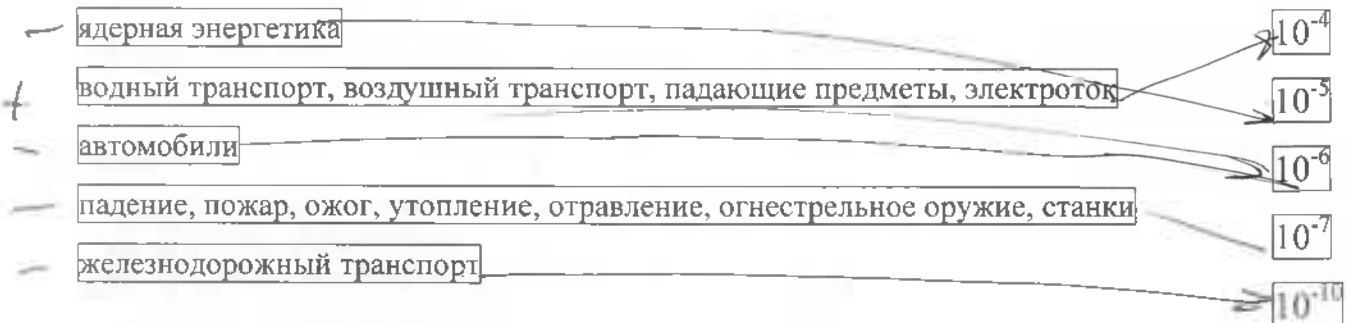 — ядерная энергетика 10⁻⁴
+ водный транспорт, воздушный транспорт, падающие предметы, электроток 10⁻⁵
— автомобили 10⁻⁶
— падение, пожар, ожог, утопление, отравление, огнестрельное оружие, станки 10⁻⁷
— железнодорожный транспорт 10⁻¹⁰